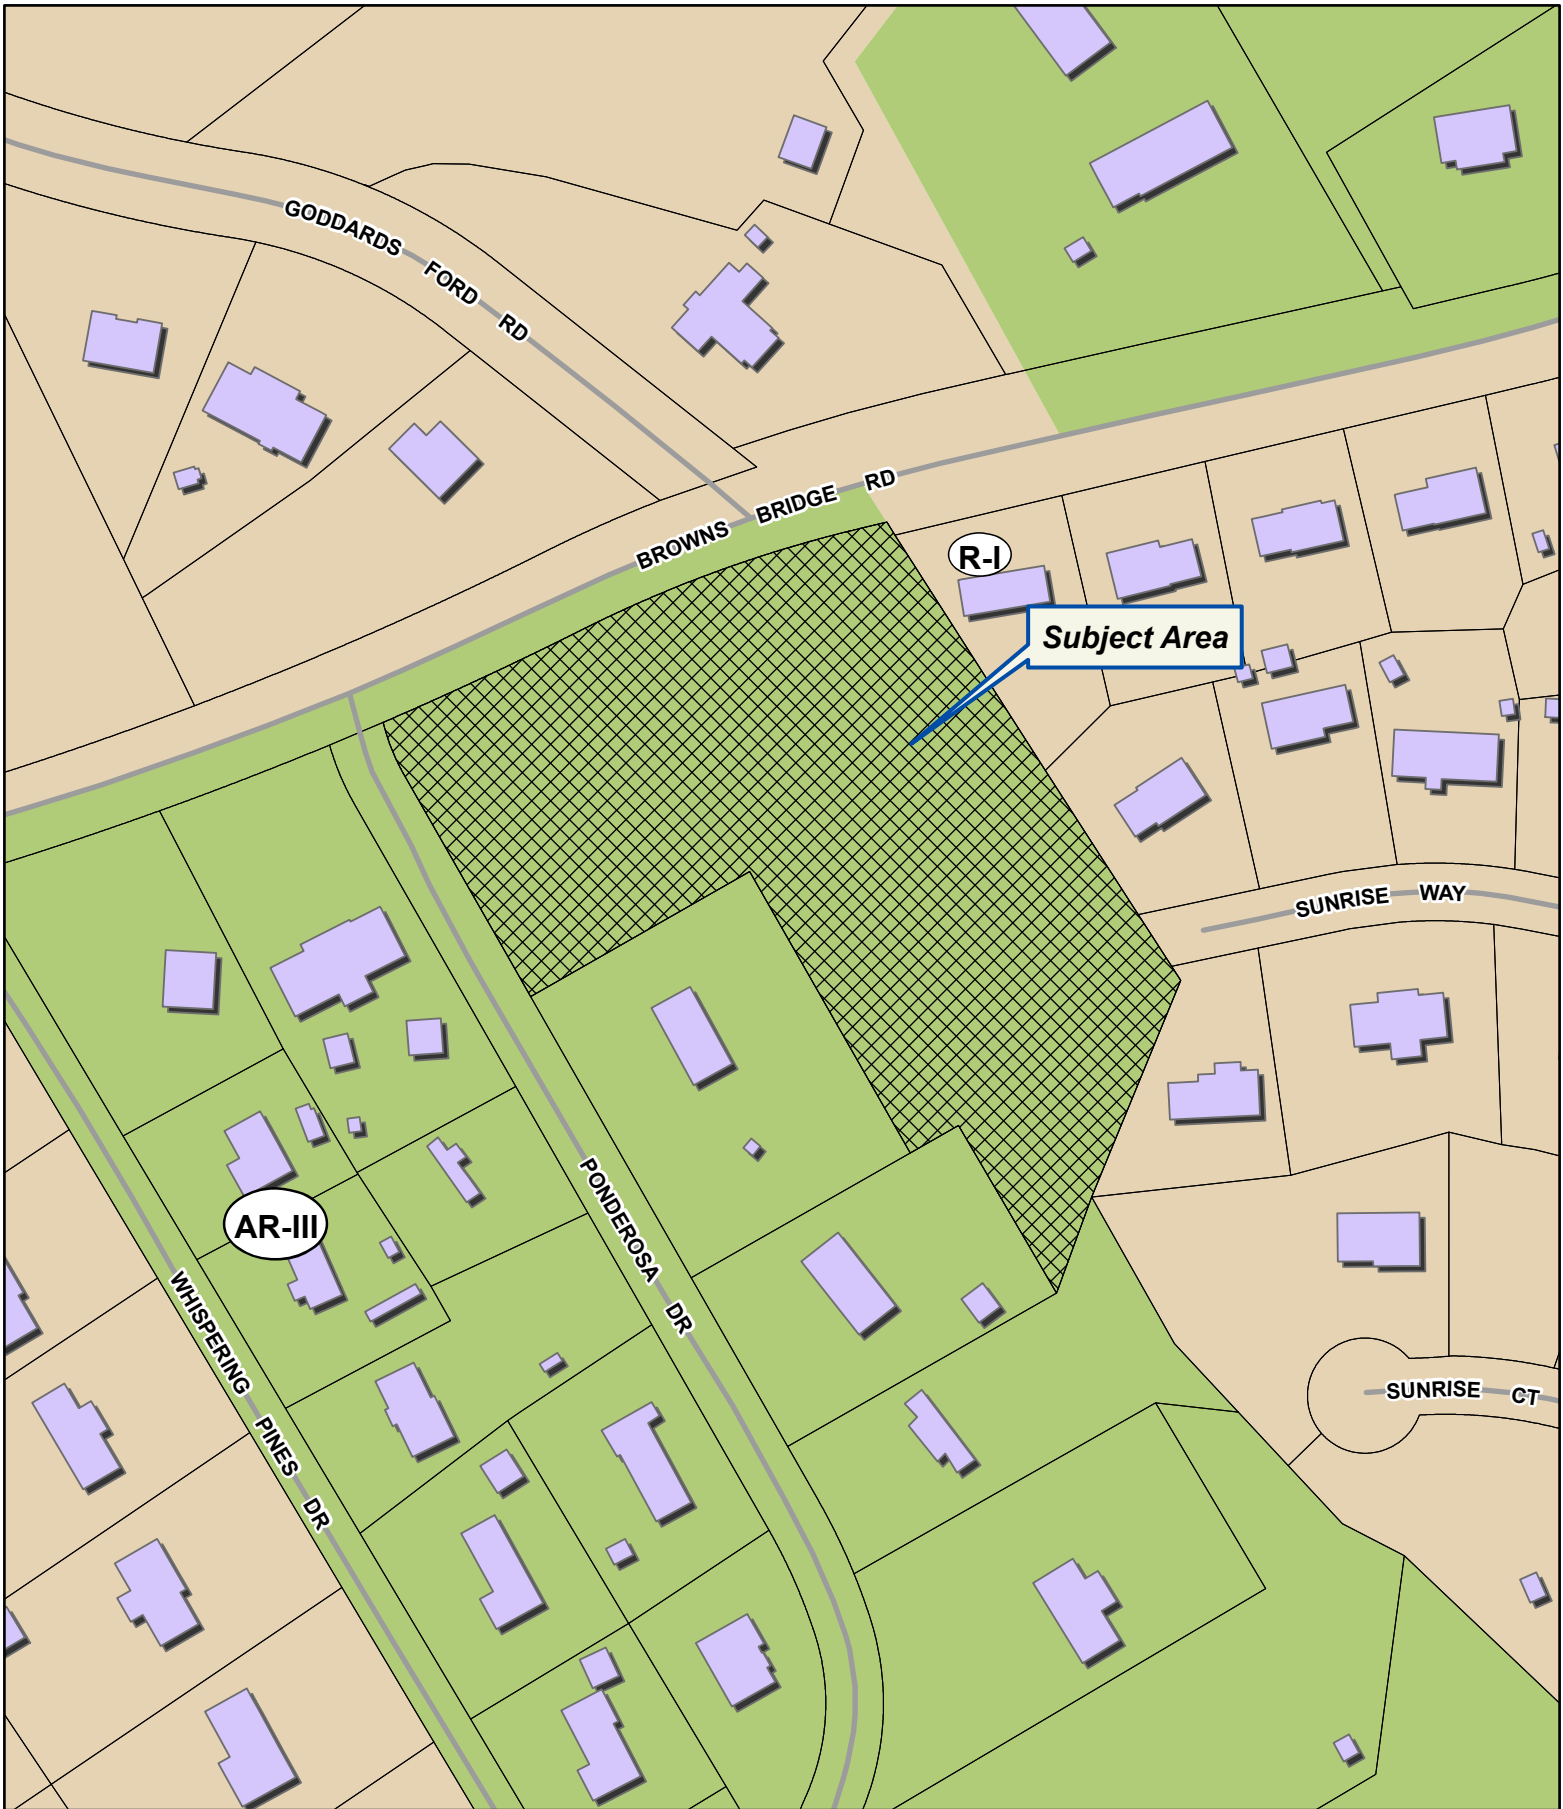 GODDARDS FORD RD
BROWNS BRIDGE RD
R-I
Subject Area
SUNRISE WAY
PONDEROSA DR
AR-III
WHISPERING PINES DR
SUNRISE CT